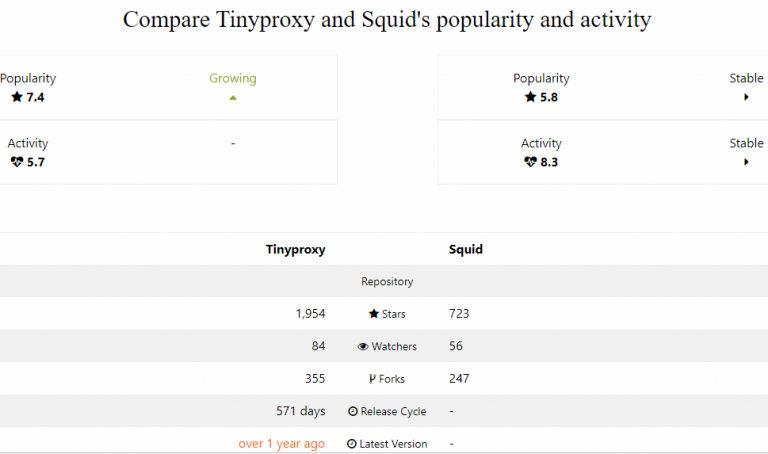 Compare Tinyproxy and Squid's popularity and activity
Popularity Growing Popularity Stable
7.4 5.8
Activity - Activity Stable
5.7 8.3
Tinyproxy Squid
Repository
1,954 Stars 723
84 Watchers 56
355 Forks 247
571 days Release Cycle -
over 1 year ago Latest Version -